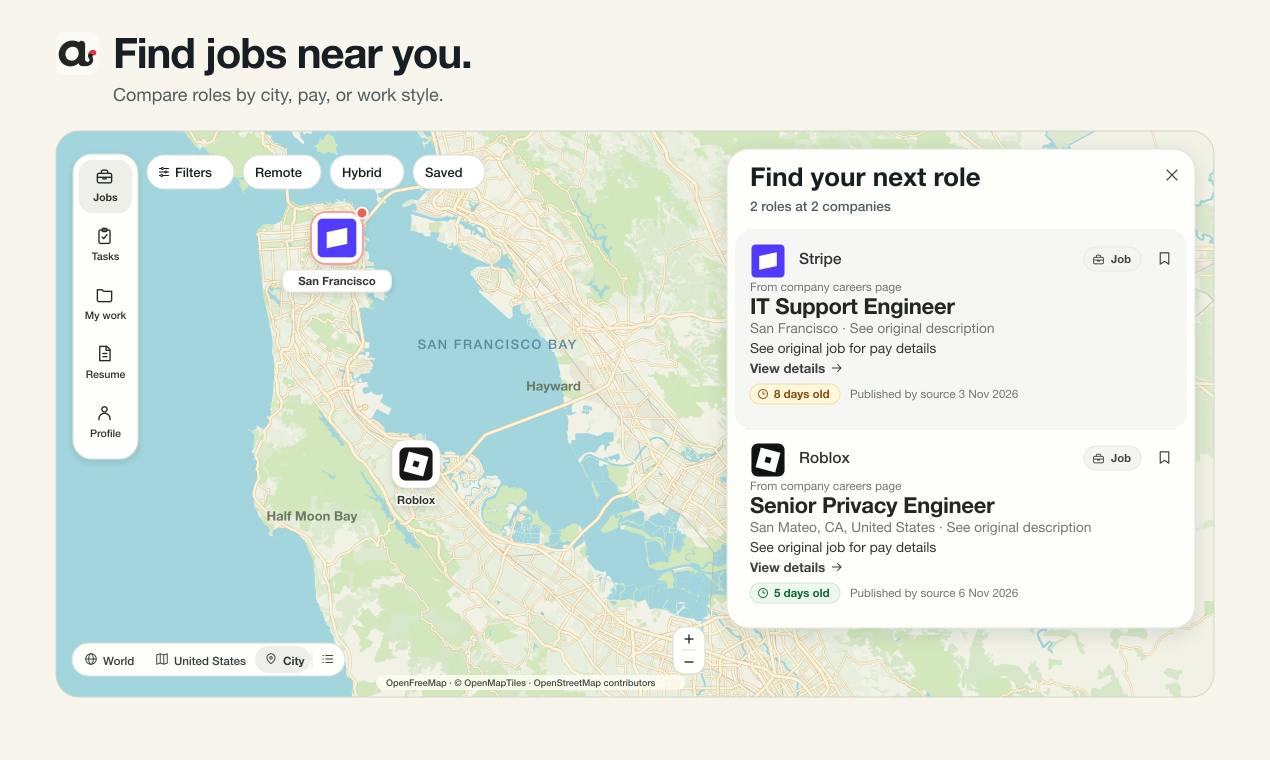 Find jobs near you.
Compare roles by city, pay, or work style.
Jobs
Tasks
My work
Resume
Profile
Filters
Remote
Hybrid
Saved
San Francisco
SAN FRANCISCO BAY
Hayward
Roblox
Half Moon Bay
World
United States
City
+
−
OpenFreeMap · © OpenMapTiles · OpenStreetMap contributors
Find your next role
2 roles at 2 companies
Stripe
Job
From company careers page
IT Support Engineer
San Francisco · See original description
See original job for pay details
View details →
8 days old
Published by source 3 Nov 2026
Roblox
Job
From company careers page
Senior Privacy Engineer
San Mateo, CA, United States · See original description
See original job for pay details
View details →
5 days old
Published by source 6 Nov 2026